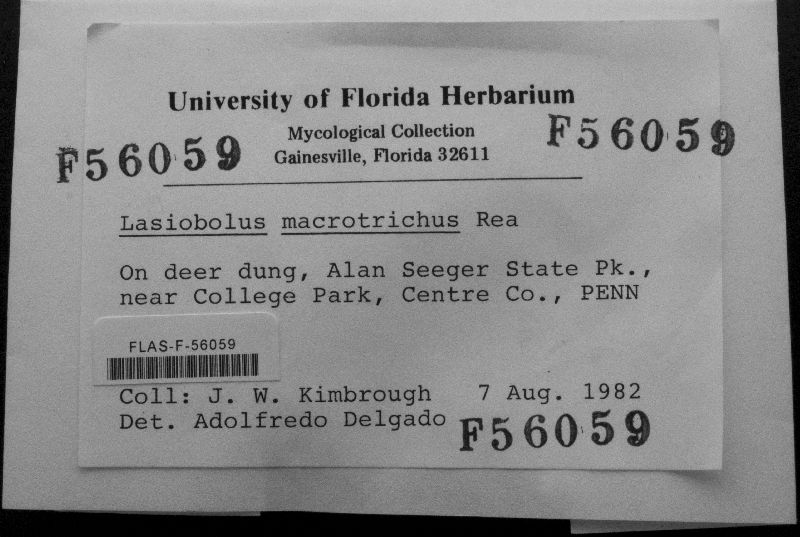 University of Florida Herbarium
Mycological Collection
Gainesville, Florida 32611
F56059
F56059
Lasiobolus macrotrichus Rea
On deer dung, Alan Seeger State Pk.,
near College Park, Centre Co., PENN
FLAS-F-56059
Coll: J. W. Kimbrough 7 Aug. 1982
Det. Adolfredo Delgado
F56059